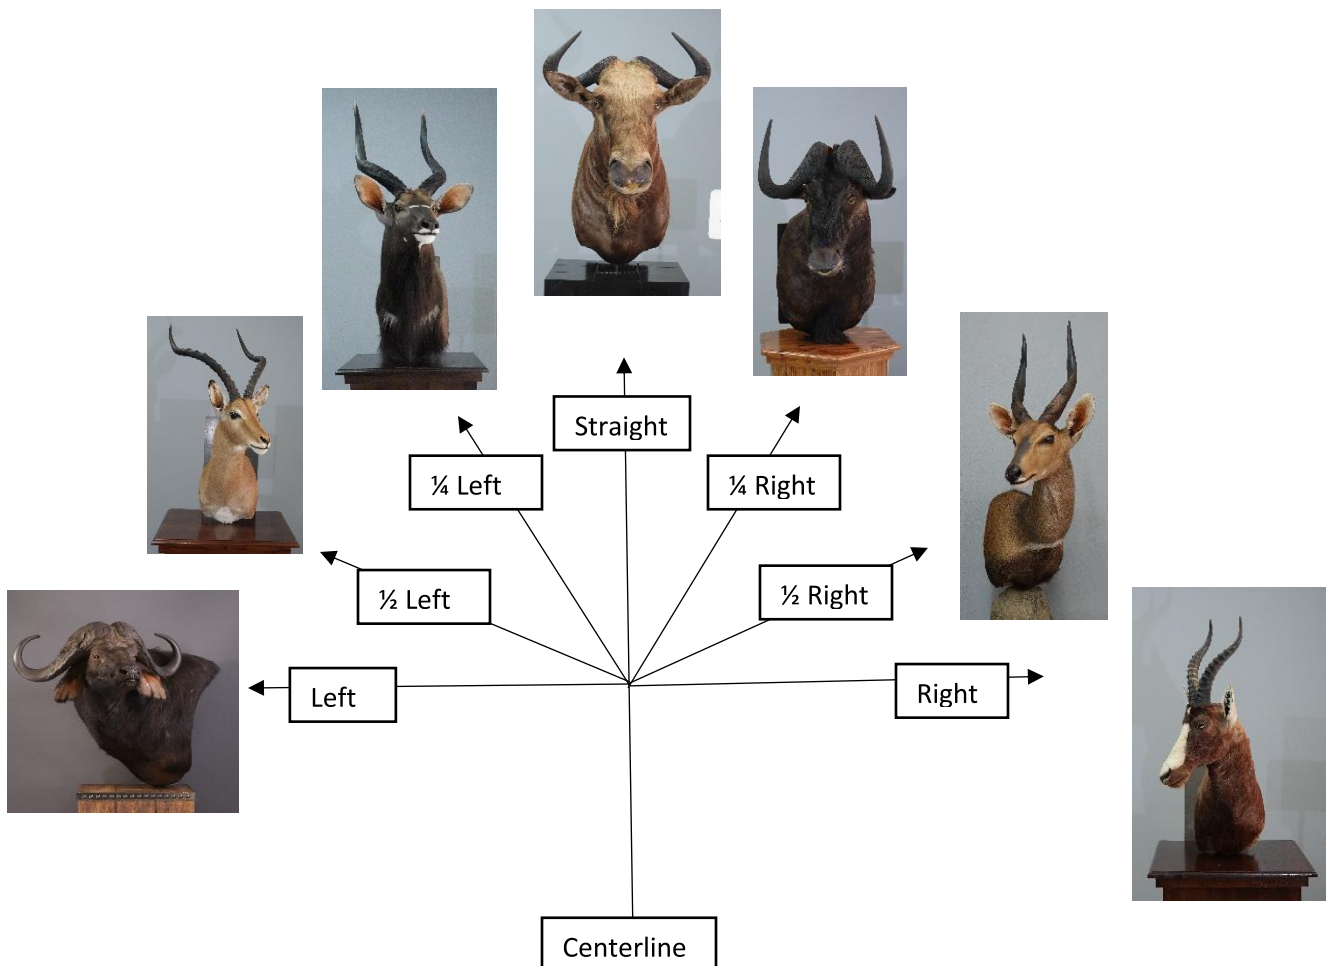 Straight
¼ Left
¼ Right
½ Left
½ Right
Left
Right
Centerline